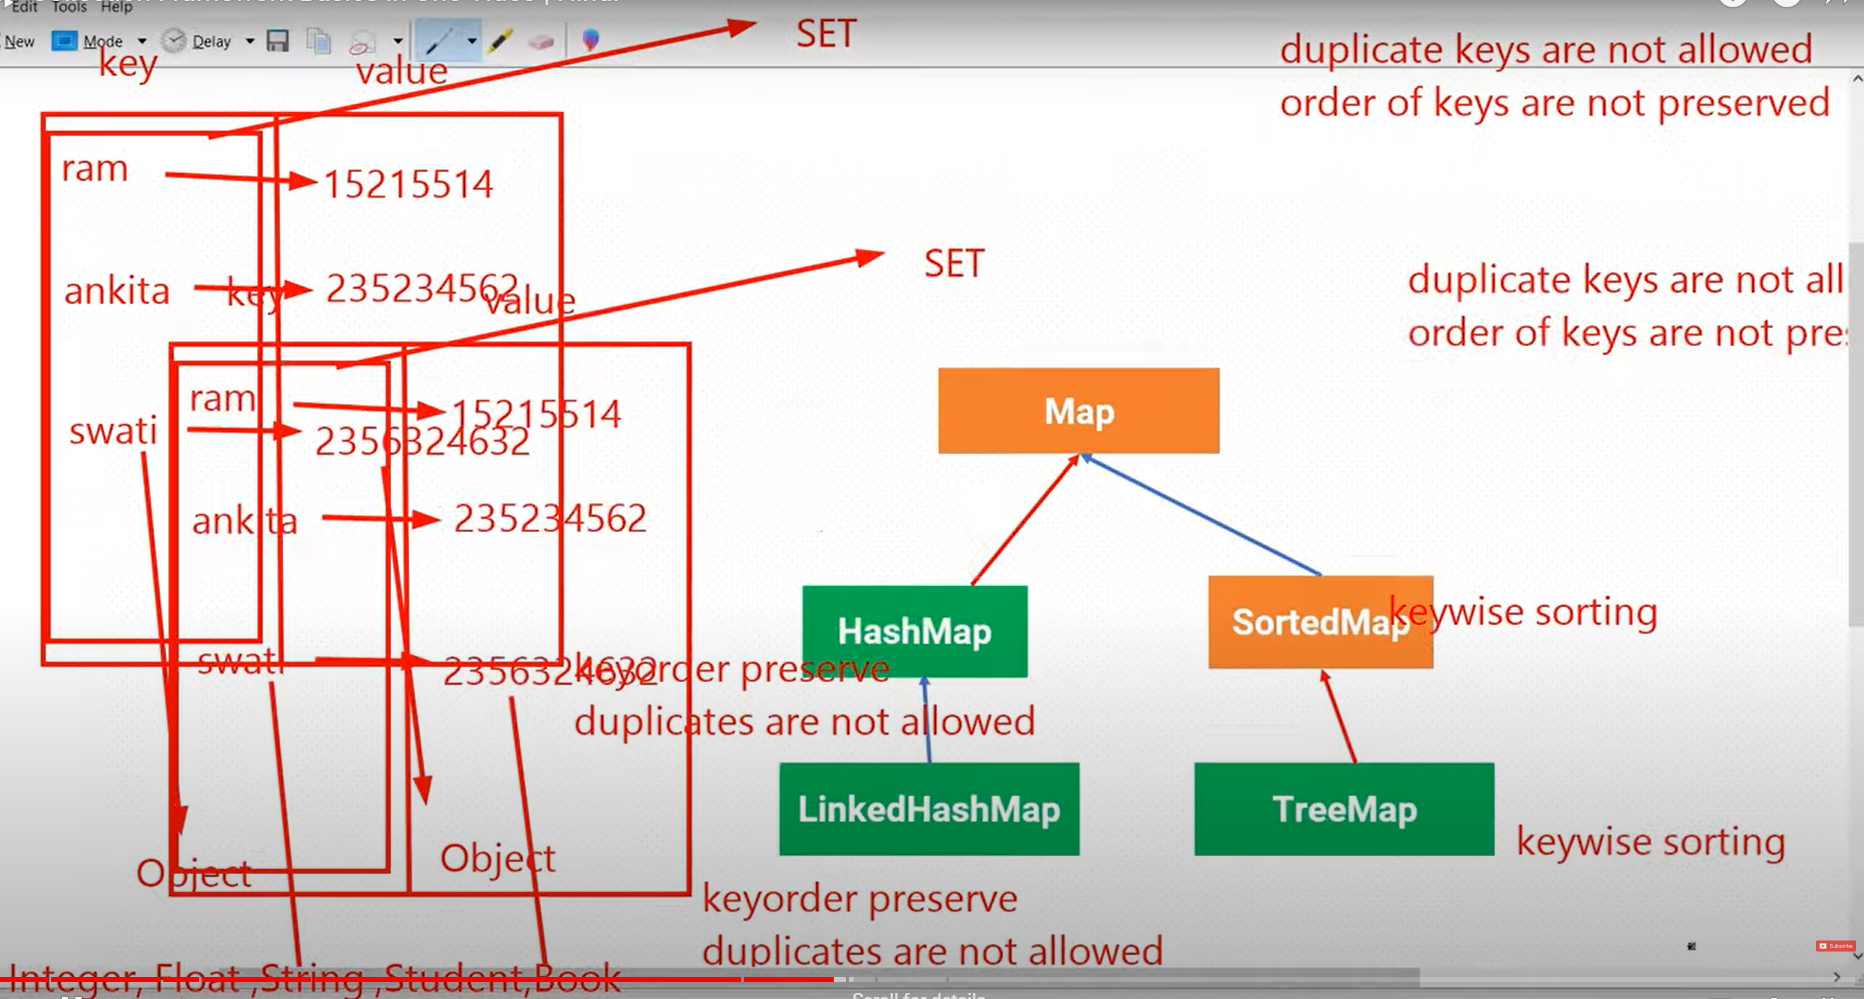 Edit Tools Help
New Mode Delay
key value SET
duplicate keys are not allowed
order of keys are not preserved
ram 15215514
ankita 235234562
swati 2356324632
Object
key value SET
duplicate keys are not all
order of keys are not pre
ram 15215514
ankita 235234562
swati 2356324632
Object
Integer, Float ,String ,Student,Book
Map
HashMap
SortedMap
keywise sorting
keyorder preserve
duplicates are not allowed
LinkedHashMap
TreeMap
keywise sorting
keyorder preserve
duplicates are not allowed
Subscribe